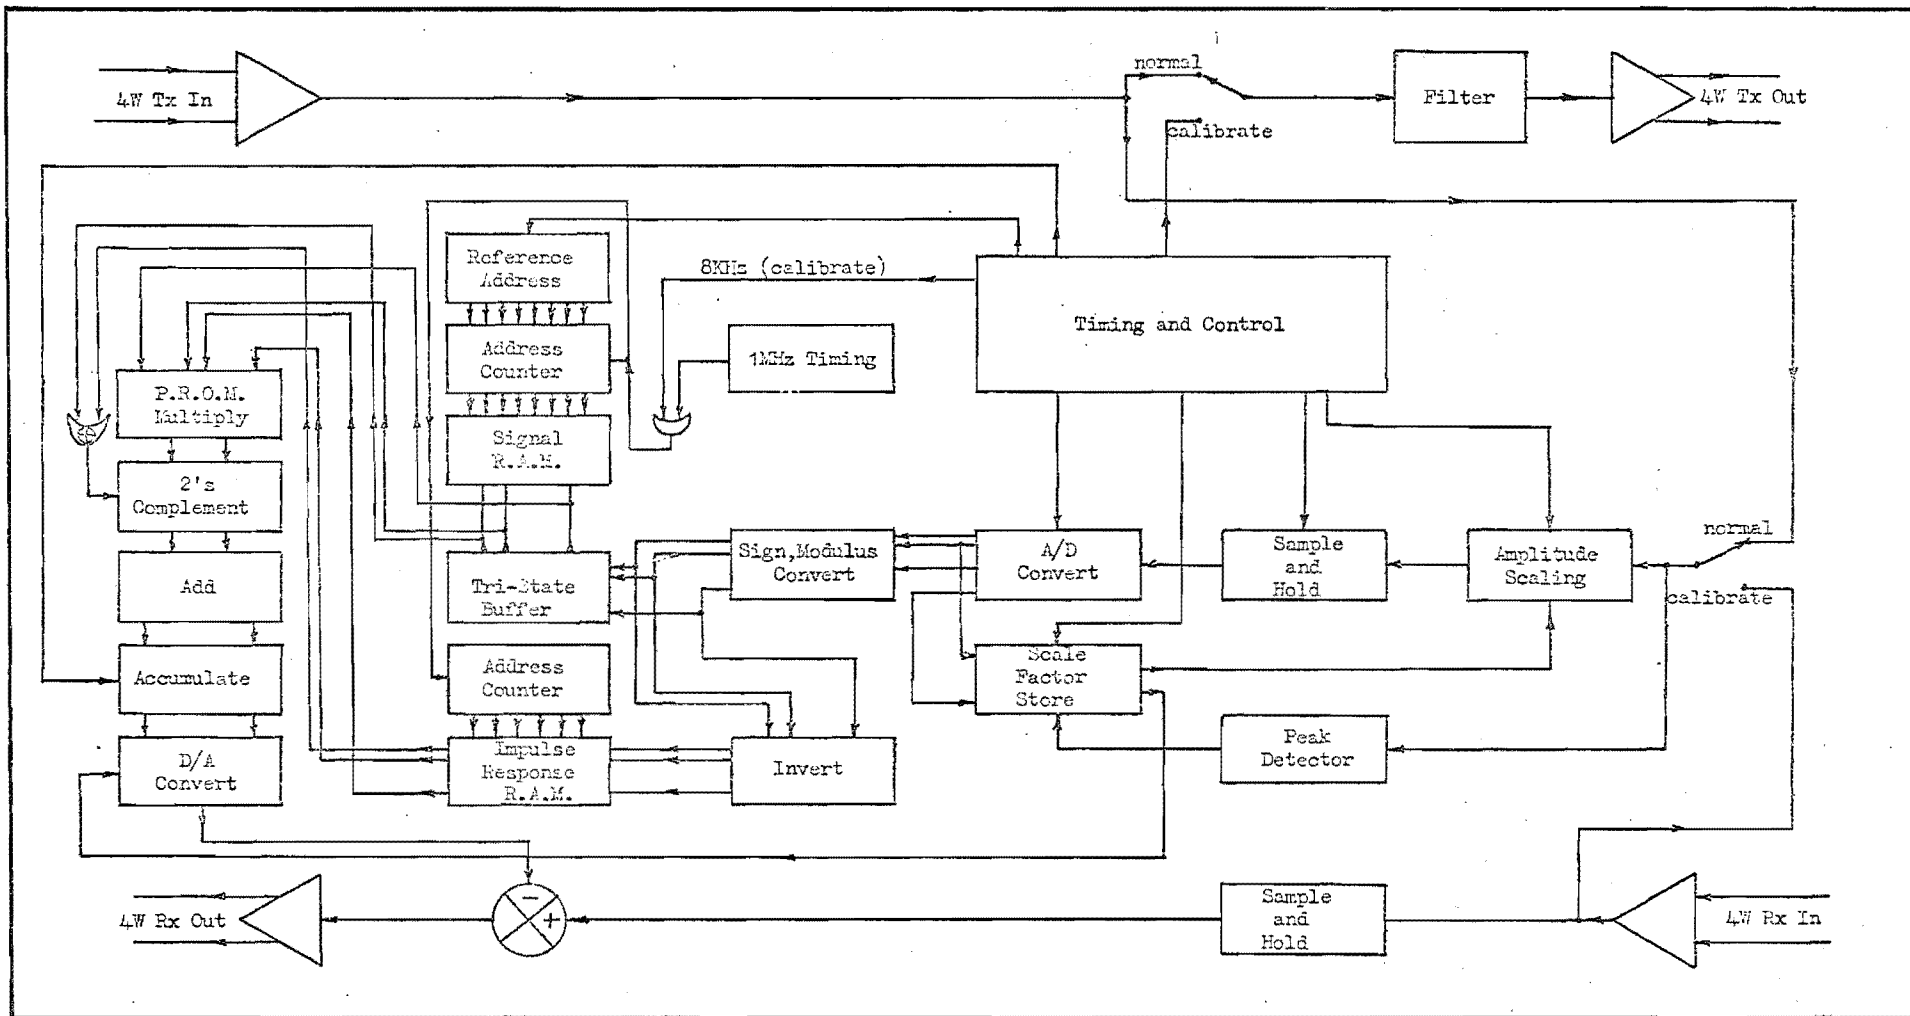 normal
4W Tx In
Filter
4W Tx Out
calibrate
Reference
Address
8KHz (calibrate)
Timing and Control
Address
Counter
1MHz Timing
P.R.O.M.
Multiply
Signal
R.A.M.
2's
Complement
normal
Sign,Modulus
Convert
A/D
Convert
Sample
and
Hold
Amplitude
Scaling
Add
Tri-State
Buffer
calibrate
Accumulate
Address
Counter
Scale
Factor
Store
D/A
Convert
Impulse
Response
R.A.M.
Invert
Peak
Detector
4W Rx Out
−
+
Sample
and
Hold
4W Rx In